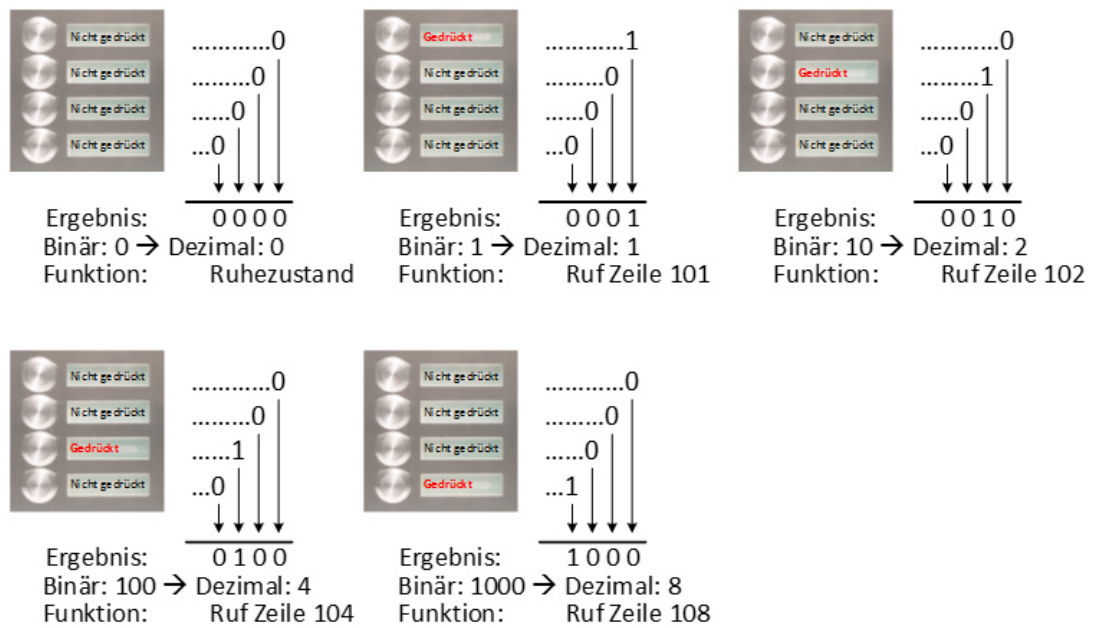 Nicht gedrückt ............0
Nicht gedrückt .........0
Nicht gedrückt ......0
Nicht gedrückt ...0
Ergebnis: 0 0 0 0
Binär: 0 → Dezimal: 0
Funktion: Ruhezustand
Gedrückt ............1
Nicht gedrückt .........0
Nicht gedrückt ......0
Nicht gedrückt ...0
Ergebnis: 0 0 0 1
Binär: 1 → Dezimal: 1
Funktion: Ruf Zeile 101
Nicht gedrückt ............0
Gedrückt .........1
Nicht gedrückt ......0
Nicht gedrückt ...0
Ergebnis: 0 0 1 0
Binär: 10 → Dezimal: 2
Funktion: Ruf Zeile 102
Nicht gedrückt ............0
Nicht gedrückt .........0
Gedrückt ......1
Nicht gedrückt ...0
Ergebnis: 0 1 0 0
Binär: 100 → Dezimal: 4
Funktion: Ruf Zeile 104
Nicht gedrückt ............0
Nicht gedrückt .........0
Nicht gedrückt ......0
Gedrückt ...1
Ergebnis: 1 0 0 0
Binär: 1000 → Dezimal: 8
Funktion: Ruf Zeile 108